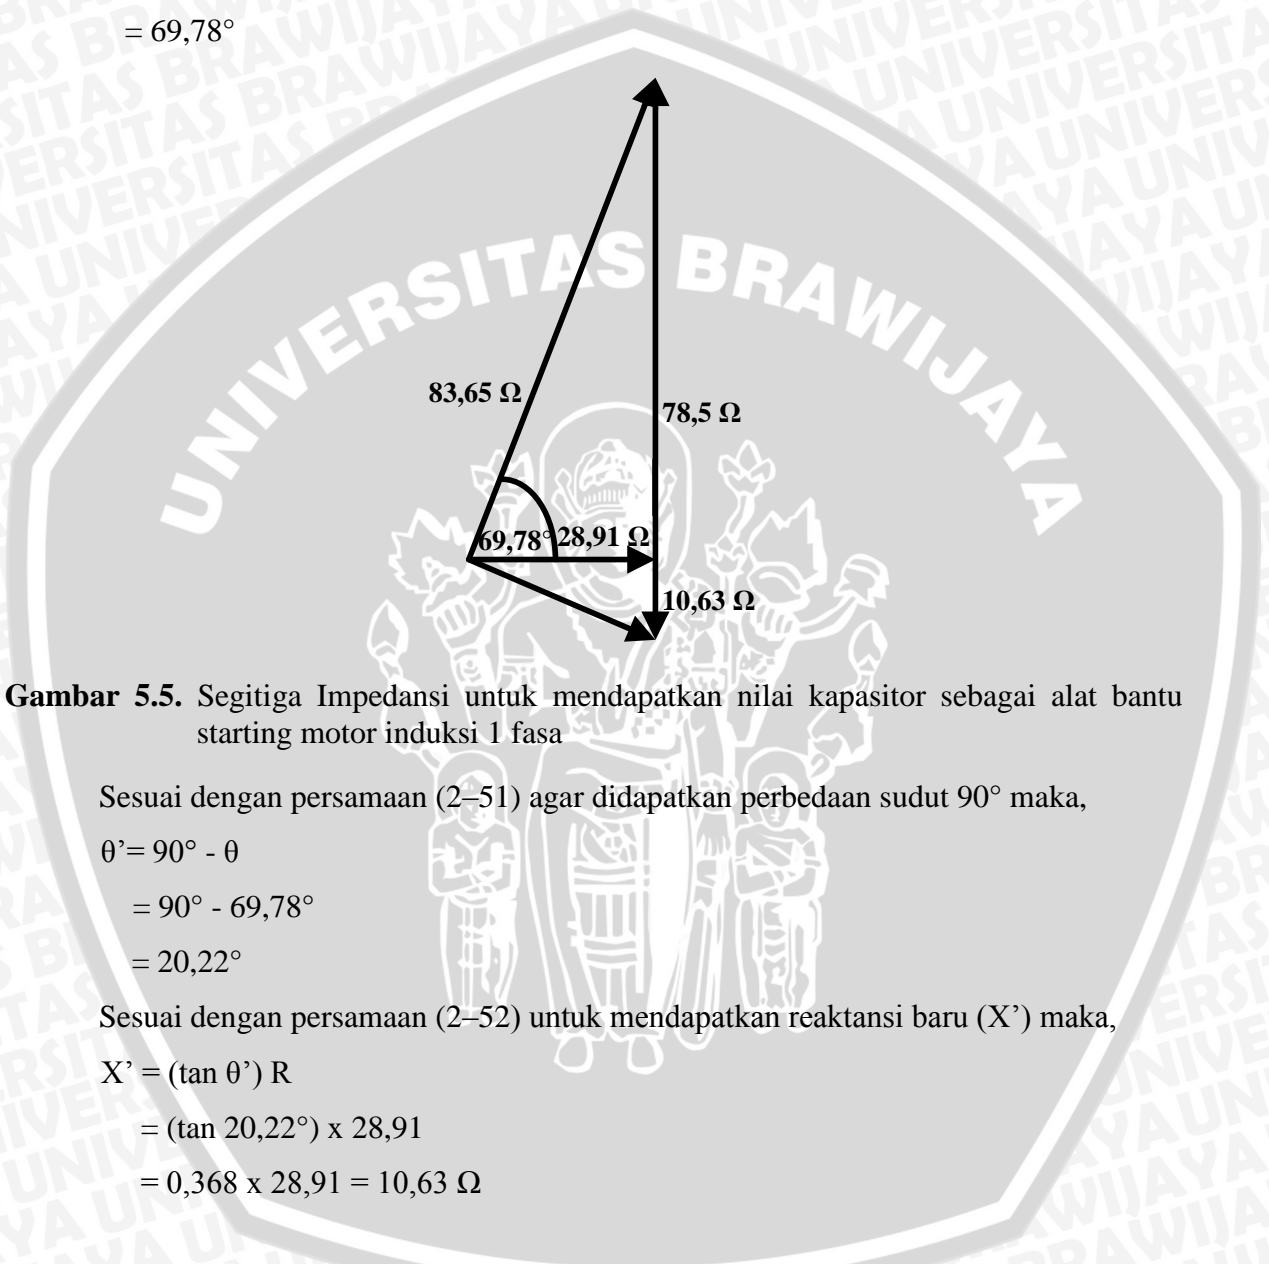 = 69,78°
UNIVERSITAS BRAWIJAYA
83,65 Ω
78,5 Ω
69,78°
28,91 Ω
10,63 Ω
Gambar 5.5. Segitiga Impedansi untuk mendapatkan nilai kapasitor sebagai alat bantu
starting motor induksi 1 fasa
Sesuai dengan persamaan (2–51) agar didapatkan perbedaan sudut 90° maka,
θ’= 90° - θ
= 90° - 69,78°
= 20,22°
Sesuai dengan persamaan (2–52) untuk mendapatkan reaktansi baru (X’) maka,
X’ = (tan θ’) R
= (tan 20,22°) x 28,91
= 0,368 x 28,91 = 10,63 Ω